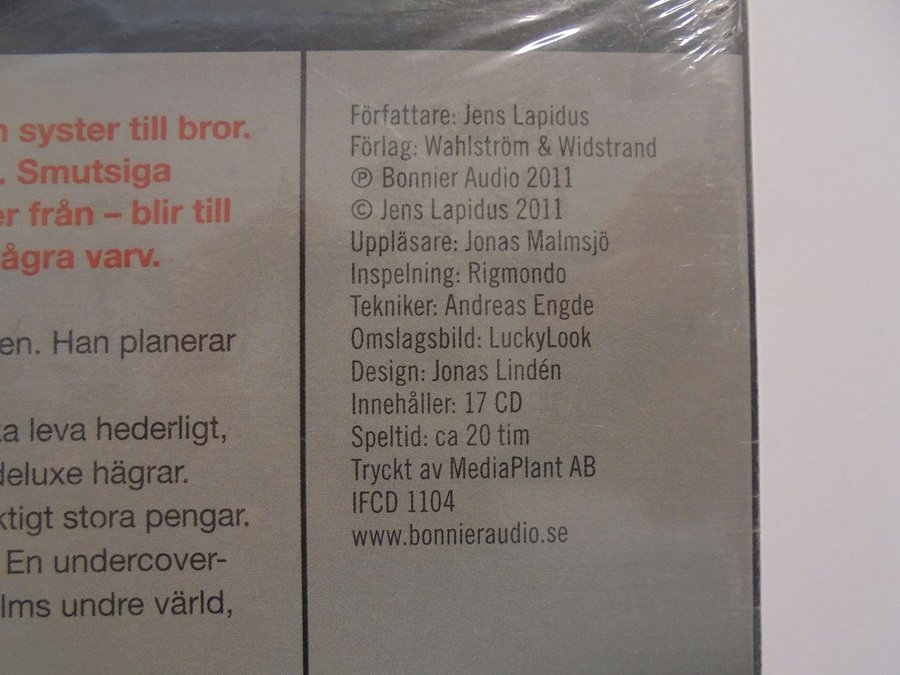 syster till bror.
. Smutsiga
er från – blir till
ågra varv.
en. Han planerar
ka leva hederligt,
deluxe hägrar.
ktigt stora pengar.
En undercover-
lms undre värld,
Författare: Jens Lapidus
Förlag: Wahlström & Widstrand
℗ Bonnier Audio 2011
© Jens Lapidus 2011
Uppläsare: Jonas Malmsjö
Inspelning: Rigmondo
Tekniker: Andreas Engde
Omslagsbild: LuckyLook
Design: Jonas Lindén
Innehåller: 17 CD
Speltid: ca 20 tim
Tryckt av MediaPlant AB
IFCD 1104
www.bonnieraudio.se